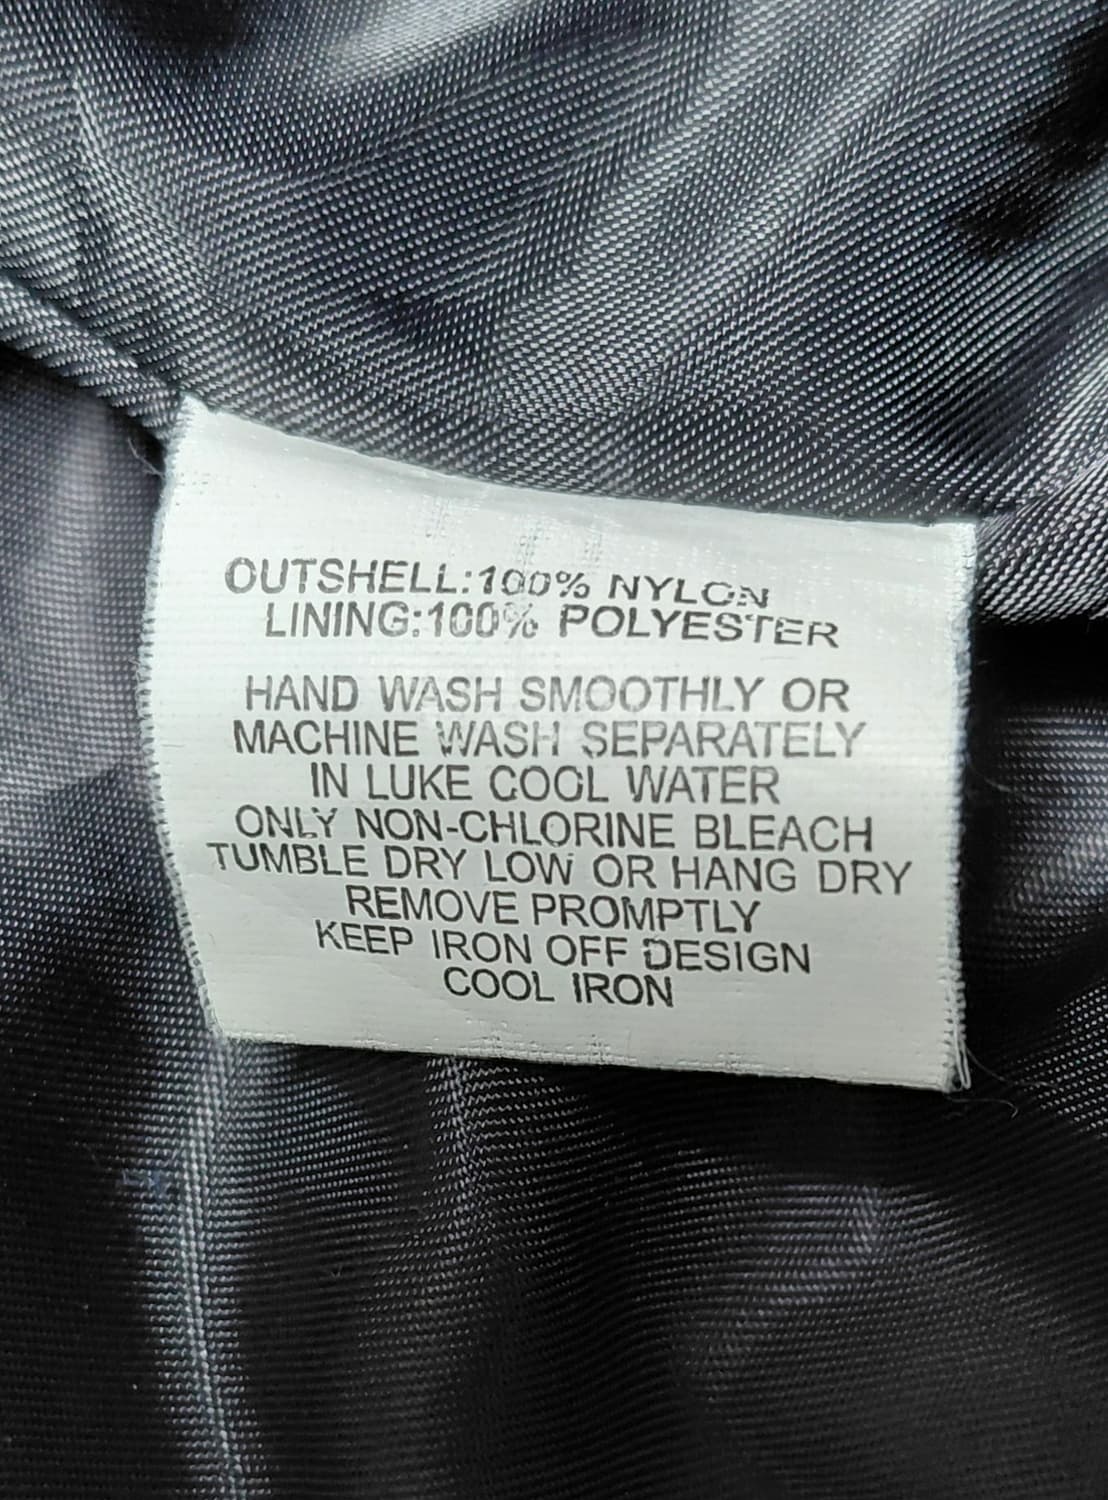 OUTSHELL:100% NYLON
LINING:100% POLYESTER
HAND WASH SMOOTHLY OR
MACHINE WASH SEPARATELY
IN LUKE COOL WATER
ONLY NON-CHLORINE BLEACH
TUMBLE DRY LOW OR HANG DRY
REMOVE PROMPTLY
KEEP IRON OFF DESIGN
COOL IRON